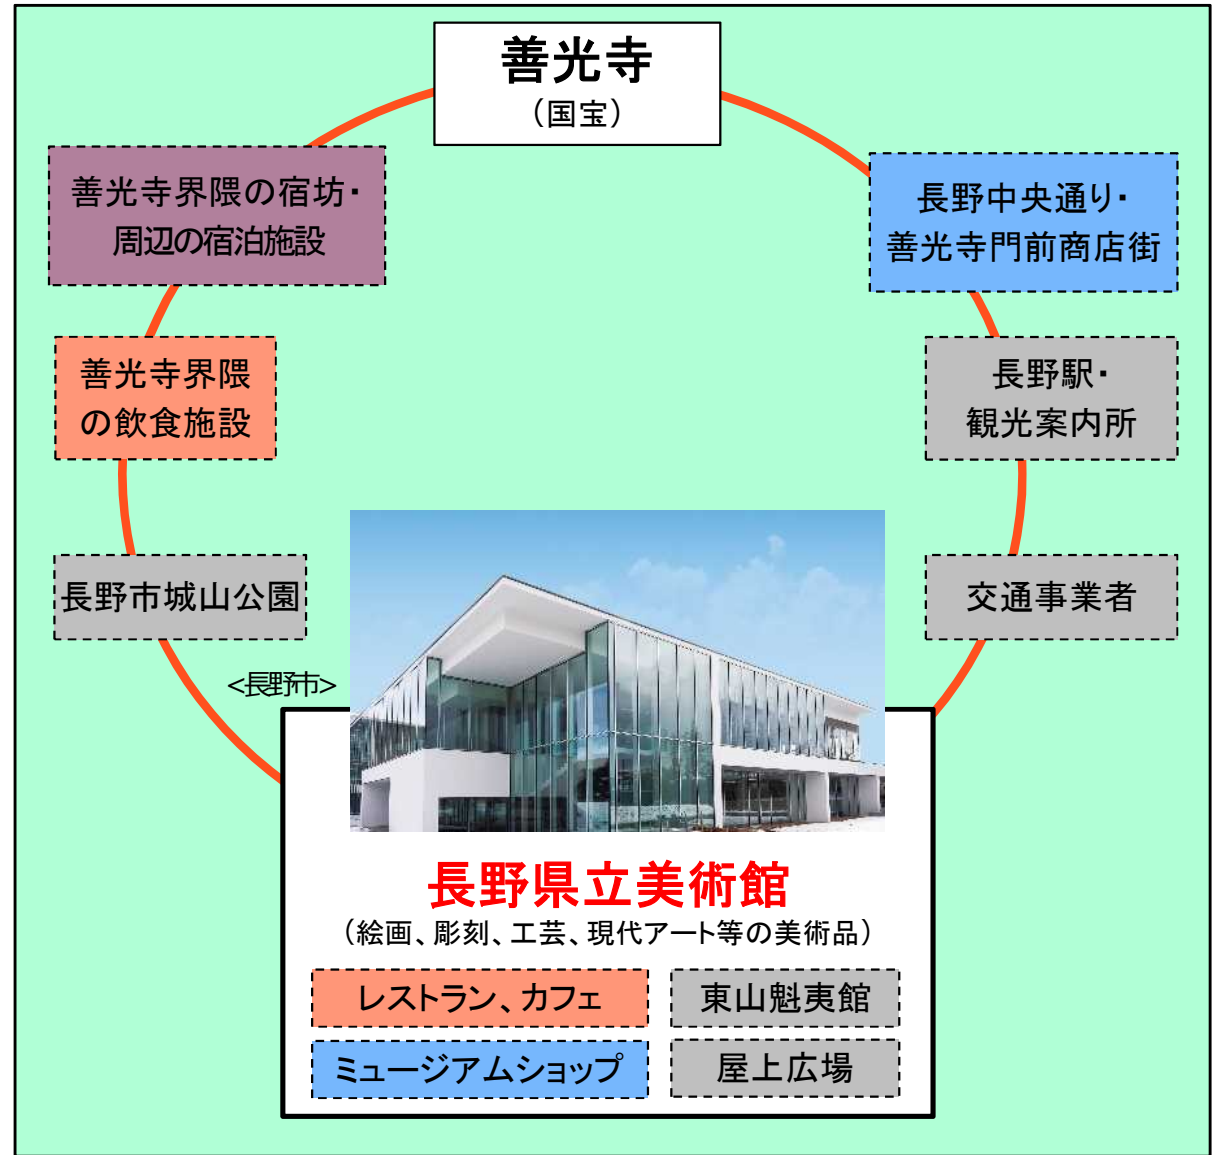 善光寺
（国宝）
善光寺界隈の宿坊・
周辺の宿泊施設
長野中央通り・
善光寺門前商店街
善光寺界隈
の飲食施設
長野駅・
観光案内所
長野市城山公園
交通事業者
<長野市>
長野県立美術館
（絵画、彫刻、工芸、現代アート等の美術品）
レストラン、カフェ
東山魁夷館
ミュージアムショップ
屋上広場